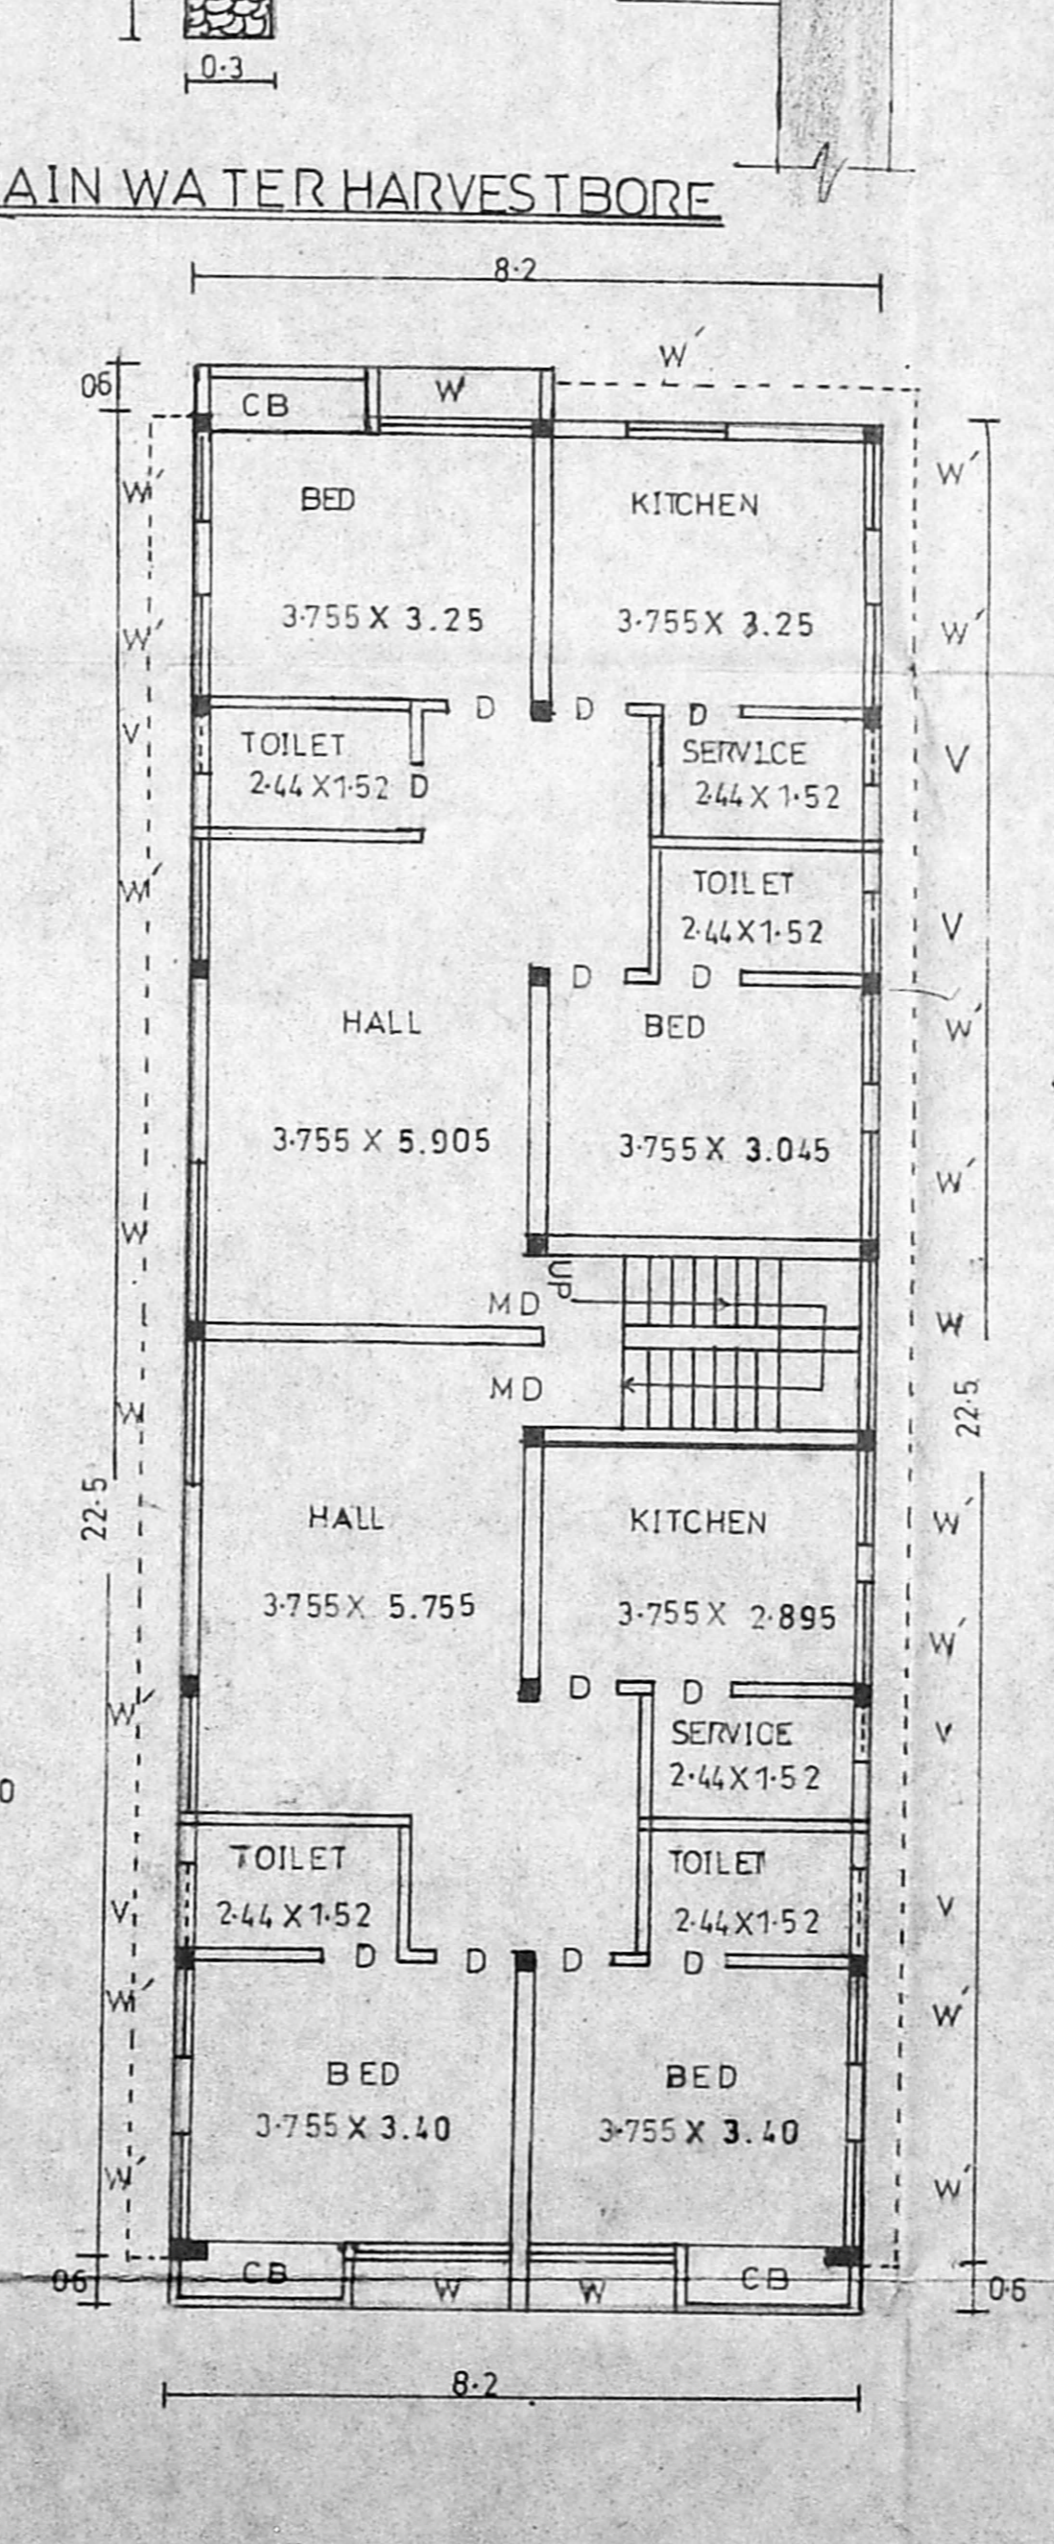 0.3
AIN WATER HARVEST BORE
8.2
W′
06
CB
W
W′
W′
BED
KITCHEN
3.755 X 3.25
3.755 X 3.25
W′
W′
D
D
D
V
TOILET
2.44 X 1.52
D
SERVICE
2.44 X 1.52
V
W′
TOILET
2.44 X 1.52
V
D
D
HALL
BED
W′
3.755 X 5.905
3.755 X 3.045
W′
W
UP
MD
W
MD
W
22.5
22.5
HALL
KITCHEN
W′
3.755 X 5.755
3.755 X 2.895
W′
D
D
W′
SERVICE
2.44 X 1.52
V
0
TOILET
2.44 X 1.52
TOILET
2.44 X 1.52
V
V
D
D
D
D
W′
W′
BED
BED
3.755 X 3.40
3.755 X 3.40
W′
W′
06
CB
W
W
CB
0.6
8.2